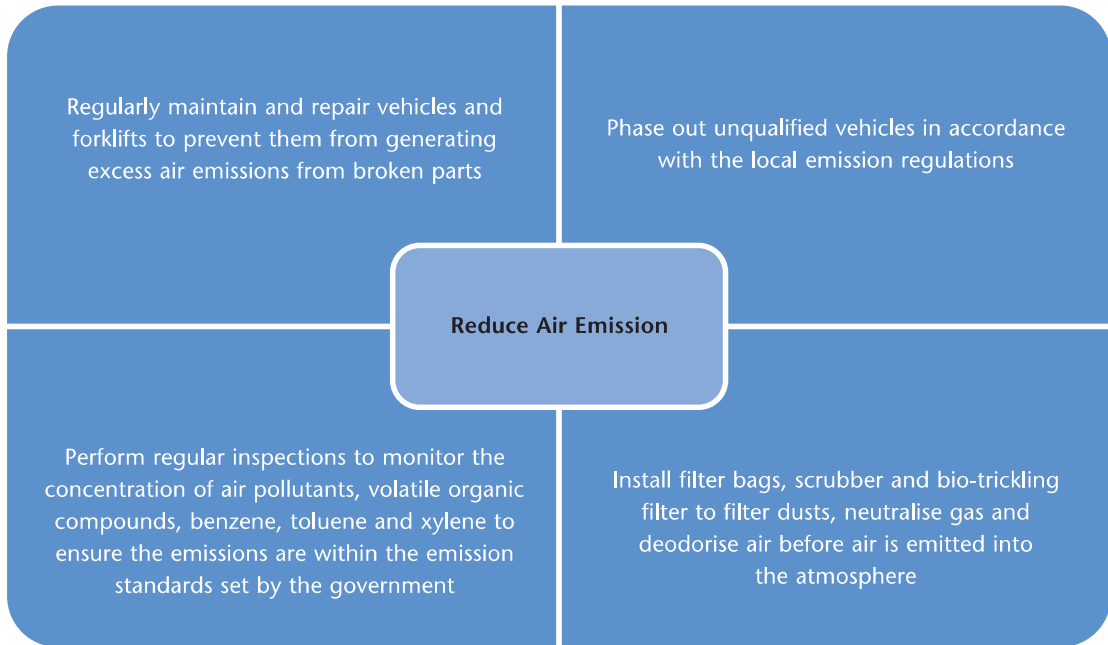 Regularly maintain and repair vehicles and
forklifts to prevent them from generating
excess air emissions from broken parts
Phase out unqualified vehicles in accordance
with the local emission regulations
Reduce Air Emission
Perform regular inspections to monitor the
concentration of air pollutants, volatile organic
compounds, benzene, toluene and xylene to
ensure the emissions are within the emission
standards set by the government
Install filter bags, scrubber and bio-trickling
filter to filter dusts, neutralise gas and
deodorise air before air is emitted into
the atmosphere